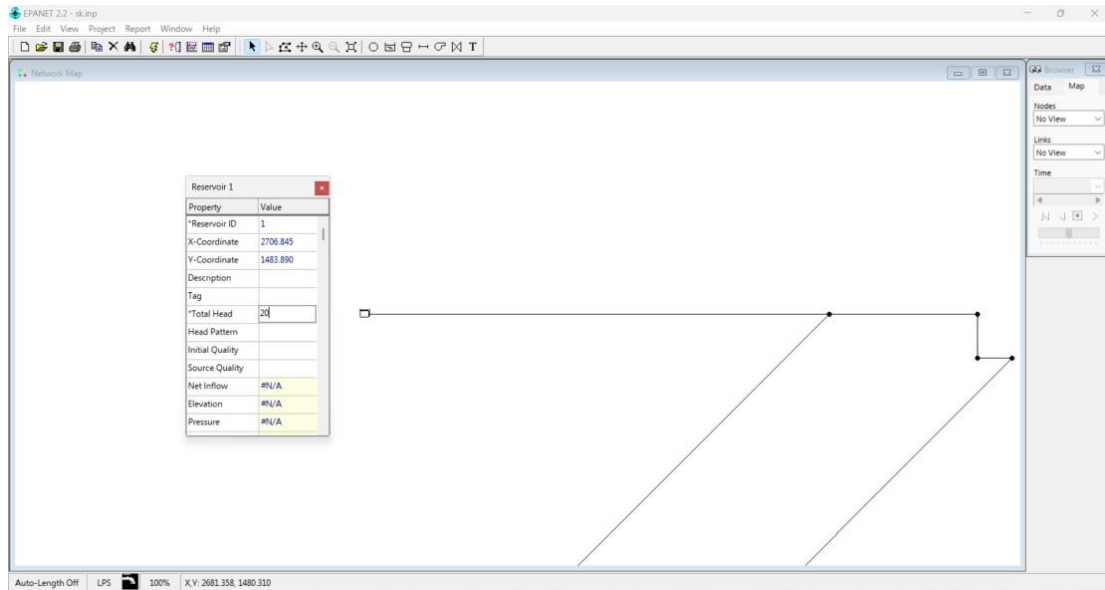 EPANET 2.2 - sk.inp
File Edit View Project Report Window Help
T
Network Map
Browser
Data Map
Nodes
No View
Links
No View
Time
Reservoir 1
Property Value
*Reservoir ID 1
X-Coordinate 2706.845
Y-Coordinate 1483.890
Description
Tag
*Total Head 20
Head Pattern
Initial Quality
Source Quality
Net Inflow #N/A
Elevation #N/A
Pressure #N/A
Auto-Length Off LPS 100% X,Y: 2681.358, 1480.310